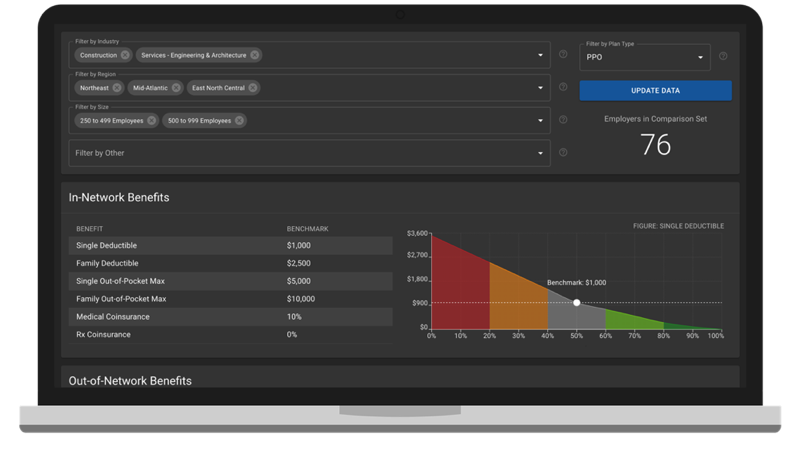 Filter by Industry
Construction
Services - Engineering & Architecture
Filter by Region
Northeast
Mid-Atlantic
East North Central
Filter by Size
250 to 499 Employees
500 to 999 Employees
Filter by Other
Filter by Plan Type
PPO
UPDATE DATA
Employers in Comparison Set
76
In-Network Benefits
BENEFIT BENCHMARK
Single Deductible $1,000
Family Deductible $2,500
Single Out-of-Pocket Max $5,000
Family Out-of-Pocket Max $10,000
Medical Coinsurance 10%
Rx Coinsurance 0%
FIGURE: SINGLE DEDUCTIBLE
$3,600
$2,700
$1,800
$900
$0
Benchmark: $1,000
0% 10% 20% 30% 40% 50% 60% 70% 80% 90% 100%
Out-of-Network Benefits